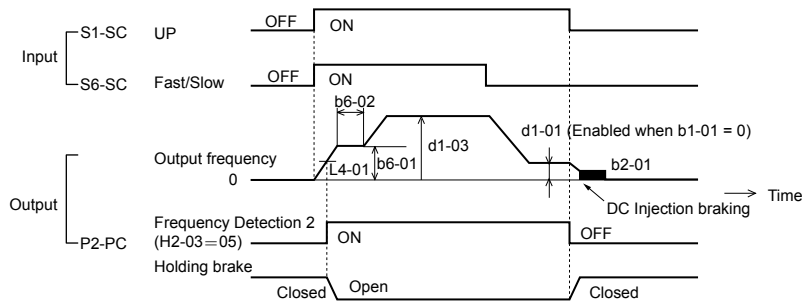 Input
S1-SC UP OFF ON
S6-SC Fast/Slow OFF ON
b6-02
d1-01 (Enabled when b1-01 = 0)
Output frequency
0
L4-01
b6-01
d1-03
b2-01
Time
DC Injection braking
Output
Frequency Detection 2
(H2-03=05)
P2-PC
ON OFF
Holding brake
Closed Open Closed